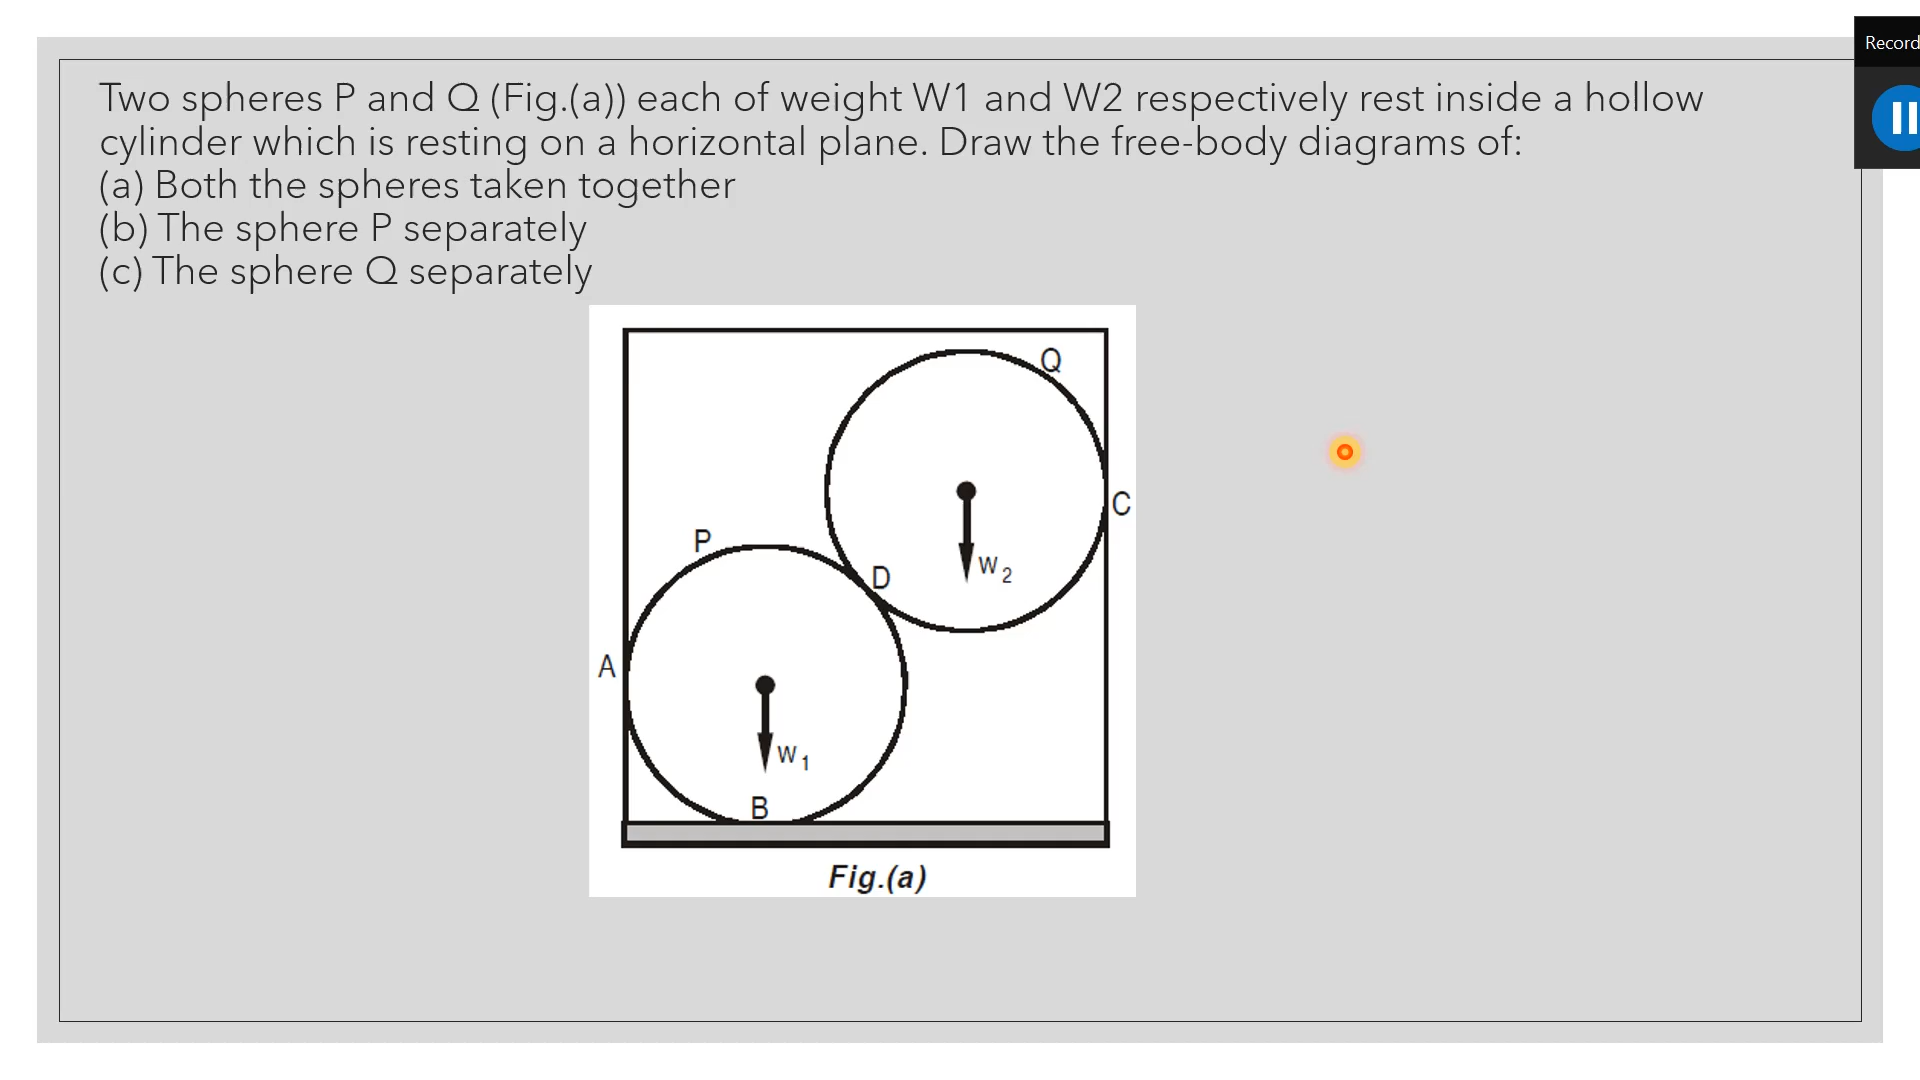 Record
Two spheres P and Q (Fig.(a)) each of weight W1 and W2 respectively rest inside a hollow
cylinder which is resting on a horizontal plane. Draw the free-body diagrams of:
(a) Both the spheres taken together
(b) The sphere P separately
(c) The sphere Q separately
Q
C
P
D
W 2
A
W 1
B
Fig.(a)